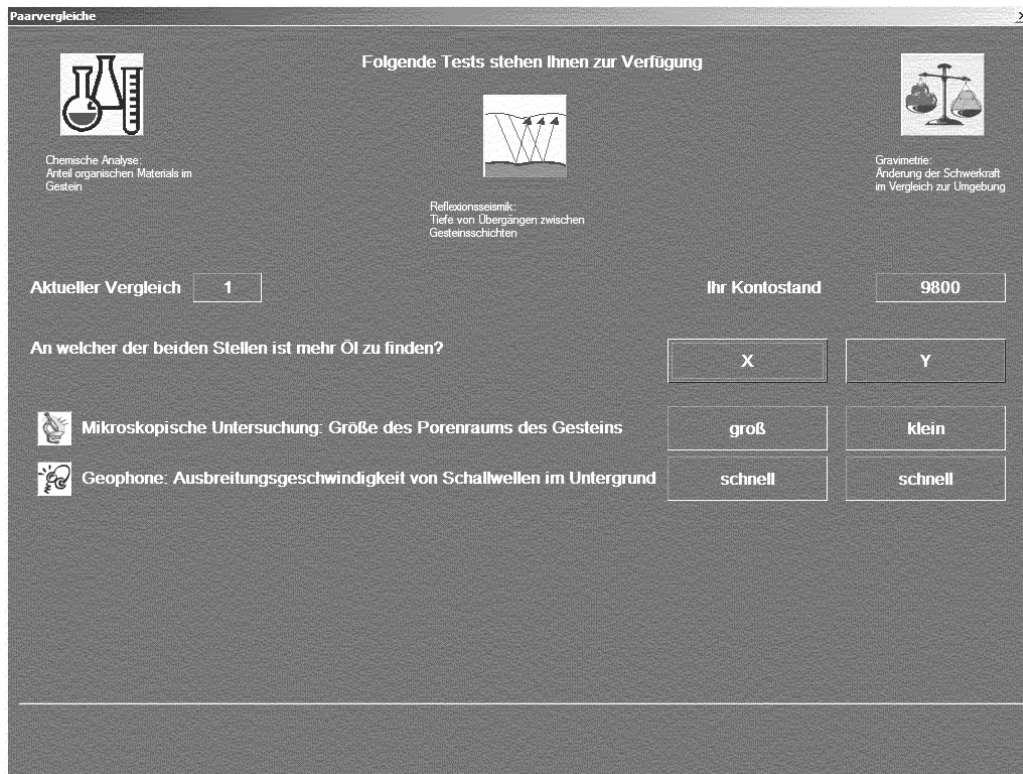 Paarvergleiche
Folgende Tests stehen Ihnen zur Verfügung
Chemische Analyse:
Anteil organischen Materials im
Gestein
Reflexionsseismik:
Tiefe von Übergängen zwischen
Gesteinsschichten
Gravimetrie:
Änderung der Schwerkraft
im Vergleich zur Umgebung
Aktueller Vergleich 1 Ihr Kontostand 9800
An welcher der beiden Stellen ist mehr Öl zu finden? X Y
Mikroskopische Untersuchung: Größe des Porenraums des Gesteins groß klein
Geophone: Ausbreitungsgeschwindigkeit von Schallwellen im Untergrund schnell schnell